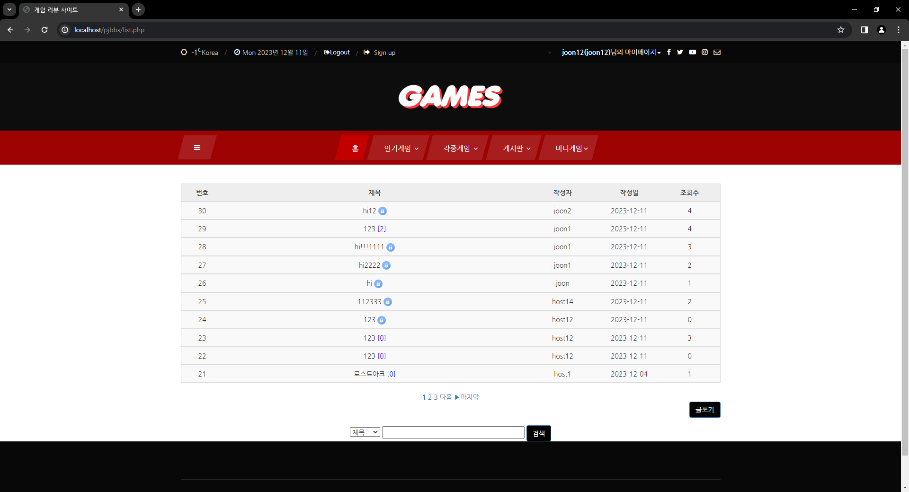 게임 리뷰 사이트
localhost/pjbbs/list.php
-1℃ Korea / Mon 2023년 12월 11일 / Logout / Sign up
joon12{joon12}님의 마이페이지
GAMES
홈 인기게임 각종게임 게시판 미니게임
번호 제목 작성자 작성일 조회수
30 hi12 joon2 2023-12-11 4
29 123 [2] joon1 2023-12-11 4
28 hi!!!1111 joon1 2023-12-11 3
27 hi2222 joon1 2023-12-11 2
26 hi joon 2023-12-11 1
25 112333 host14 2023-12-11 2
24 123 host12 2023-12-11 0
23 123 [0] host12 2023-12-11 3
22 123 [0] host12 2023-12-11 0
21 로스트아크 [0] host1 2023-12-04 1
1 2 3 다음 ▶마지막
글쓰기
제목 검색